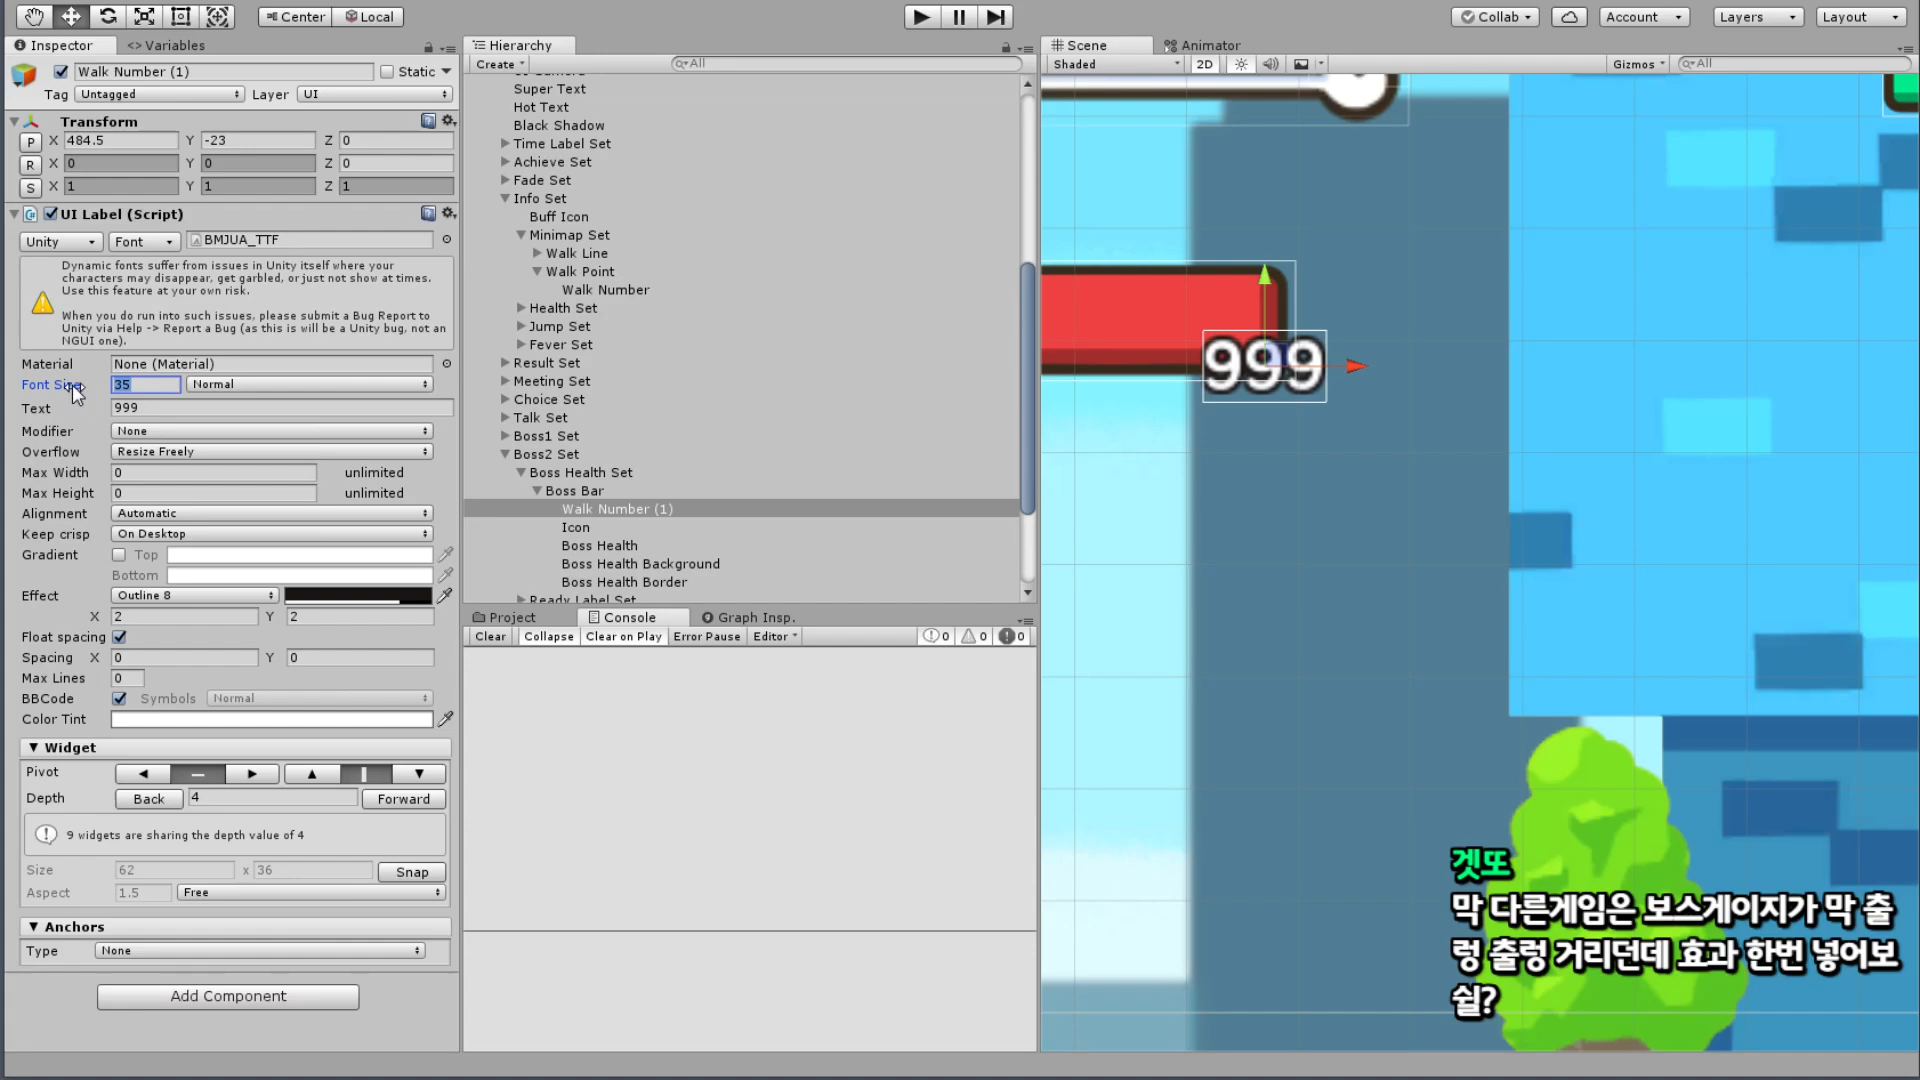 Center
Local
Collab
Account
Layers
Layout
Inspector
<> Variables
Walk Number (1)
Static
Tag
Untagged
Layer
UI
Transform
P X 484.5 Y -23 Z 0
R X 0 Y 0 Z 0
S X 1 Y 1 Z 1
UI Label (Script)
Unity
Font
BMJUA_TTF
Dynamic fonts suffer from issues in Unity itself where your
characters may disappear, get garbled, or just not show at times.
Use this feature at your own risk.
When you do run into such issues, please submit a Bug Report to
Unity via Help -> Report a Bug (as this is will be a Unity bug, not an
NGUI one).
Material
None (Material)
Font Size
35
Normal
Text
999
Modifier
None
Overflow
Resize Freely
Max Width
0
unlimited
Max Height
0
unlimited
Alignment
Automatic
Keep crisp
On Desktop
Gradient
Top
Bottom
Effect
Outline 8
X 2 Y 2
Float spacing
Spacing X 0 Y 0
Max Lines
0
BBCode
Symbols
Normal
Color Tint
Widget
Pivot
Depth
Back
4
Forward
9 widgets are sharing the depth value of 4
Size
62 x 36
Snap
Aspect
1.5
Free
Anchors
Type
None
Add Component
Hierarchy
Create
All
Super Text
Hot Text
Black Shadow
Time Label Set
Achieve Set
Fade Set
Info Set
Buff Icon
Minimap Set
Walk Line
Walk Point
Walk Number
Health Set
Jump Set
Fever Set
Result Set
Meeting Set
Choice Set
Talk Set
Boss1 Set
Boss2 Set
Boss Health Set
Boss Bar
Walk Number (1)
Icon
Boss Health
Boss Health Background
Boss Health Border
Ready Label Set
Project
Console
Graph Insp.
Clear
Collapse
Clear on Play
Error Pause
Editor
0
0
0
Scene
Animator
Shaded
2D
Gizmos
All
999
겟또
막 다른게임은 보스게이지가 막 출
렁 출렁 거리던데 효과 한번 넣어보
쉴?